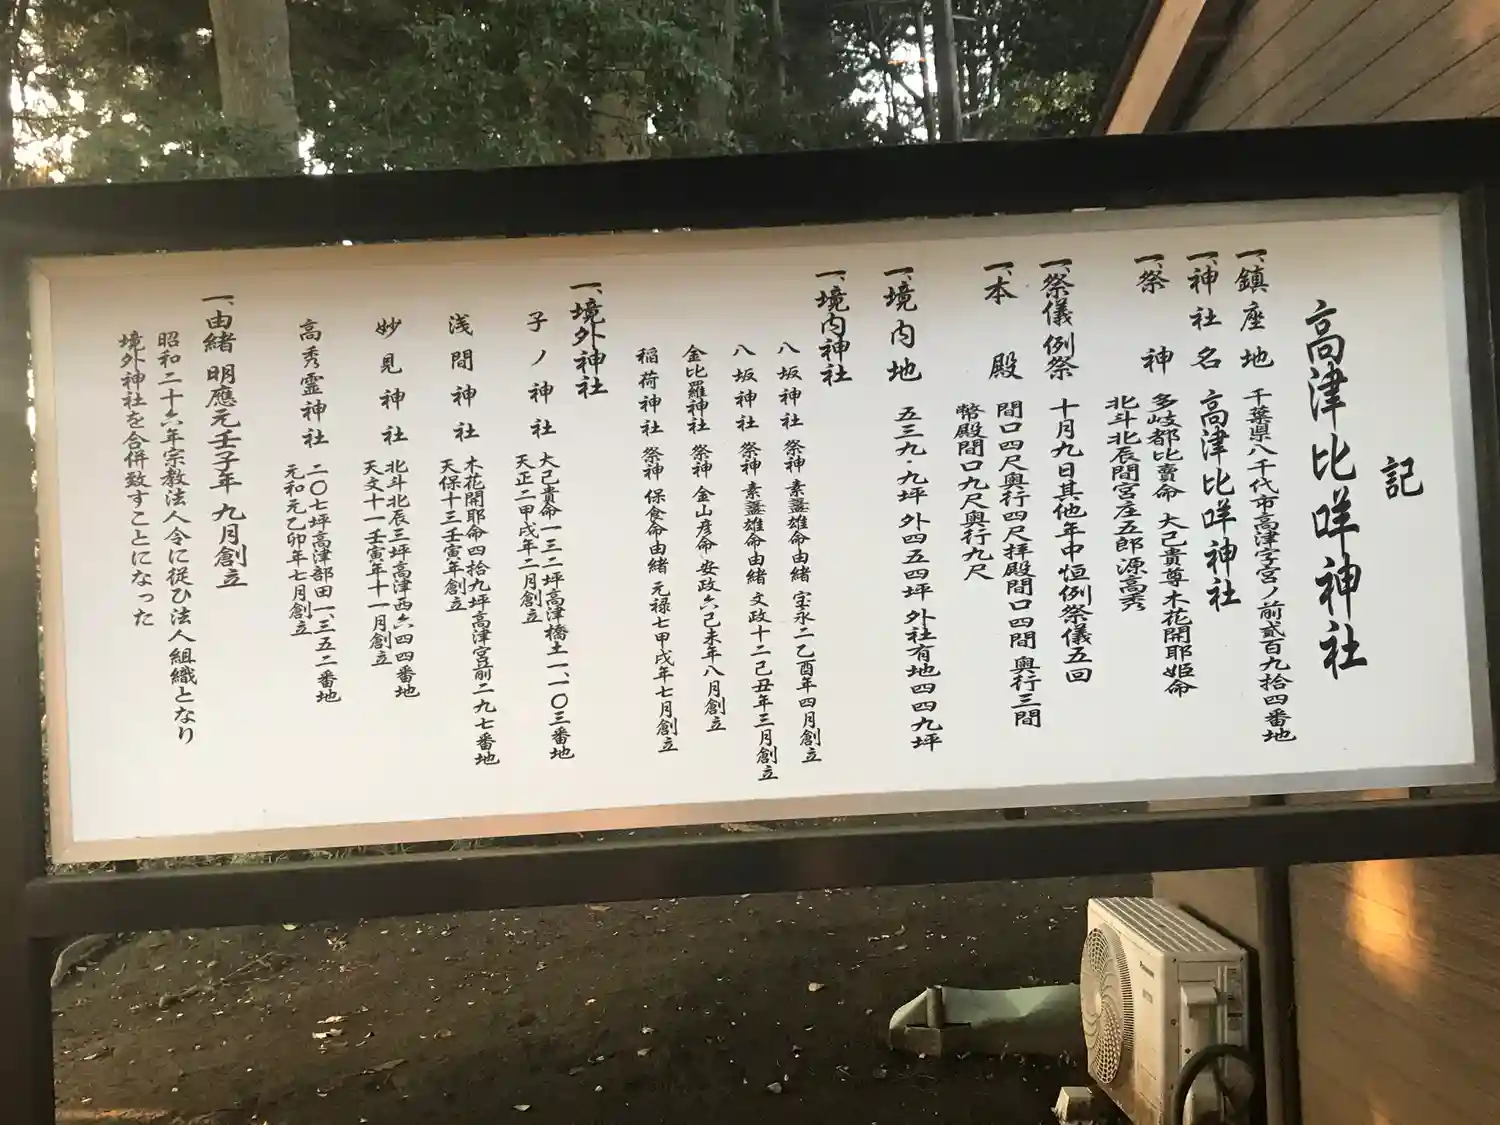 記
高津比咩神社
一、鎮座地 千葉県八千代市高津字宮ノ前貳百九拾四番地
一、神社名 高津比咩神社
一、祭神 多岐都比賣命 大己貴尊 木花開耶姫命
北斗北辰間宮庄五郎源高秀
一、祭儀例祭 十月九日其他年中恒例祭儀五回
一、本殿 間口四尺奥行四尺拝殿間口四間 奥行三間
幣殿間口九尺奥行九尺
一、境内地 五三九・九坪 外四五四坪 外社有地四四九坪
一、境内神社
八坂神社 祭神 素盞雄命由緒 宝永二乙酉年四月創立
八坂神社 祭神 素盞雄命由緒 文政十二己丑年三月創立
金比羅神社 祭神 金山彦命 安政六己未年八月創立
稲荷神社 祭神 保食命由緒 元禄七甲戌年七月創立
一、境外神社
子ノ神社 大己貴命一三二坪高津橋土一、一〇三番地
天正二甲戌年二月創立
浅間神社 木花開耶命四拾九坪高津宮前二九七番地
天保十三壬寅年創立
妙見神社 北斗北辰三坪高津西六四四番地
天文十一壬寅年十一月創立
高秀霊神社 二〇七坪高津部田一、三五二番地
元和元乙卯年七月創立
一、由緒 明應元壬子年 九月創立
昭和二十六年宗教法人令に従ひ法人組織となり
境外神社を合併致すことになった